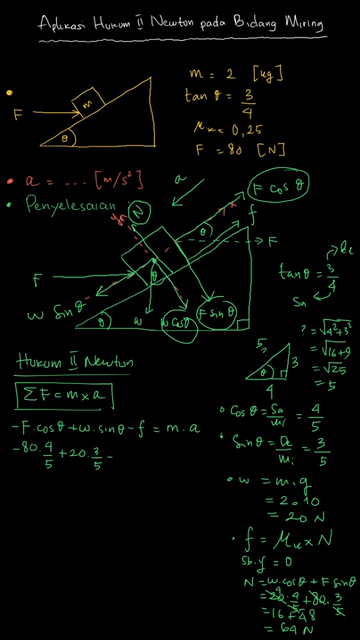 Aplikasi Hukum II Newton pada Bidang Miring
m = 2 [kg]
tan θ = 3/4
μk = 0,25
F = 80 [N]
F
m
θ
• a = .... [m/s²]
• Penyelesaian :
a
N
F cos θ
f
θ
F
F
w sin θ
θ
θ
w
w cos θ
F sin θ
de
tan θ = 3/4
Sa
5
3
θ
4
? = √4²+3²
= √16+9
= √25
= 5
Hukum II Newton
ΣF = m x a
-F.cos θ + w.sin θ - f = m.a
-80. 4/5 + 20. 3/5 -
• Cos θ = Sa/mi = 4/5
• Sin θ = De/mi = 3/5
• w = m.g
= 2.10
= 20 N
• f = μk x N
sb.y = 0
N = w.cos θ + F sin θ
= 20. 4/5 + 80. 3/5
= 16 + 48
= 64 N